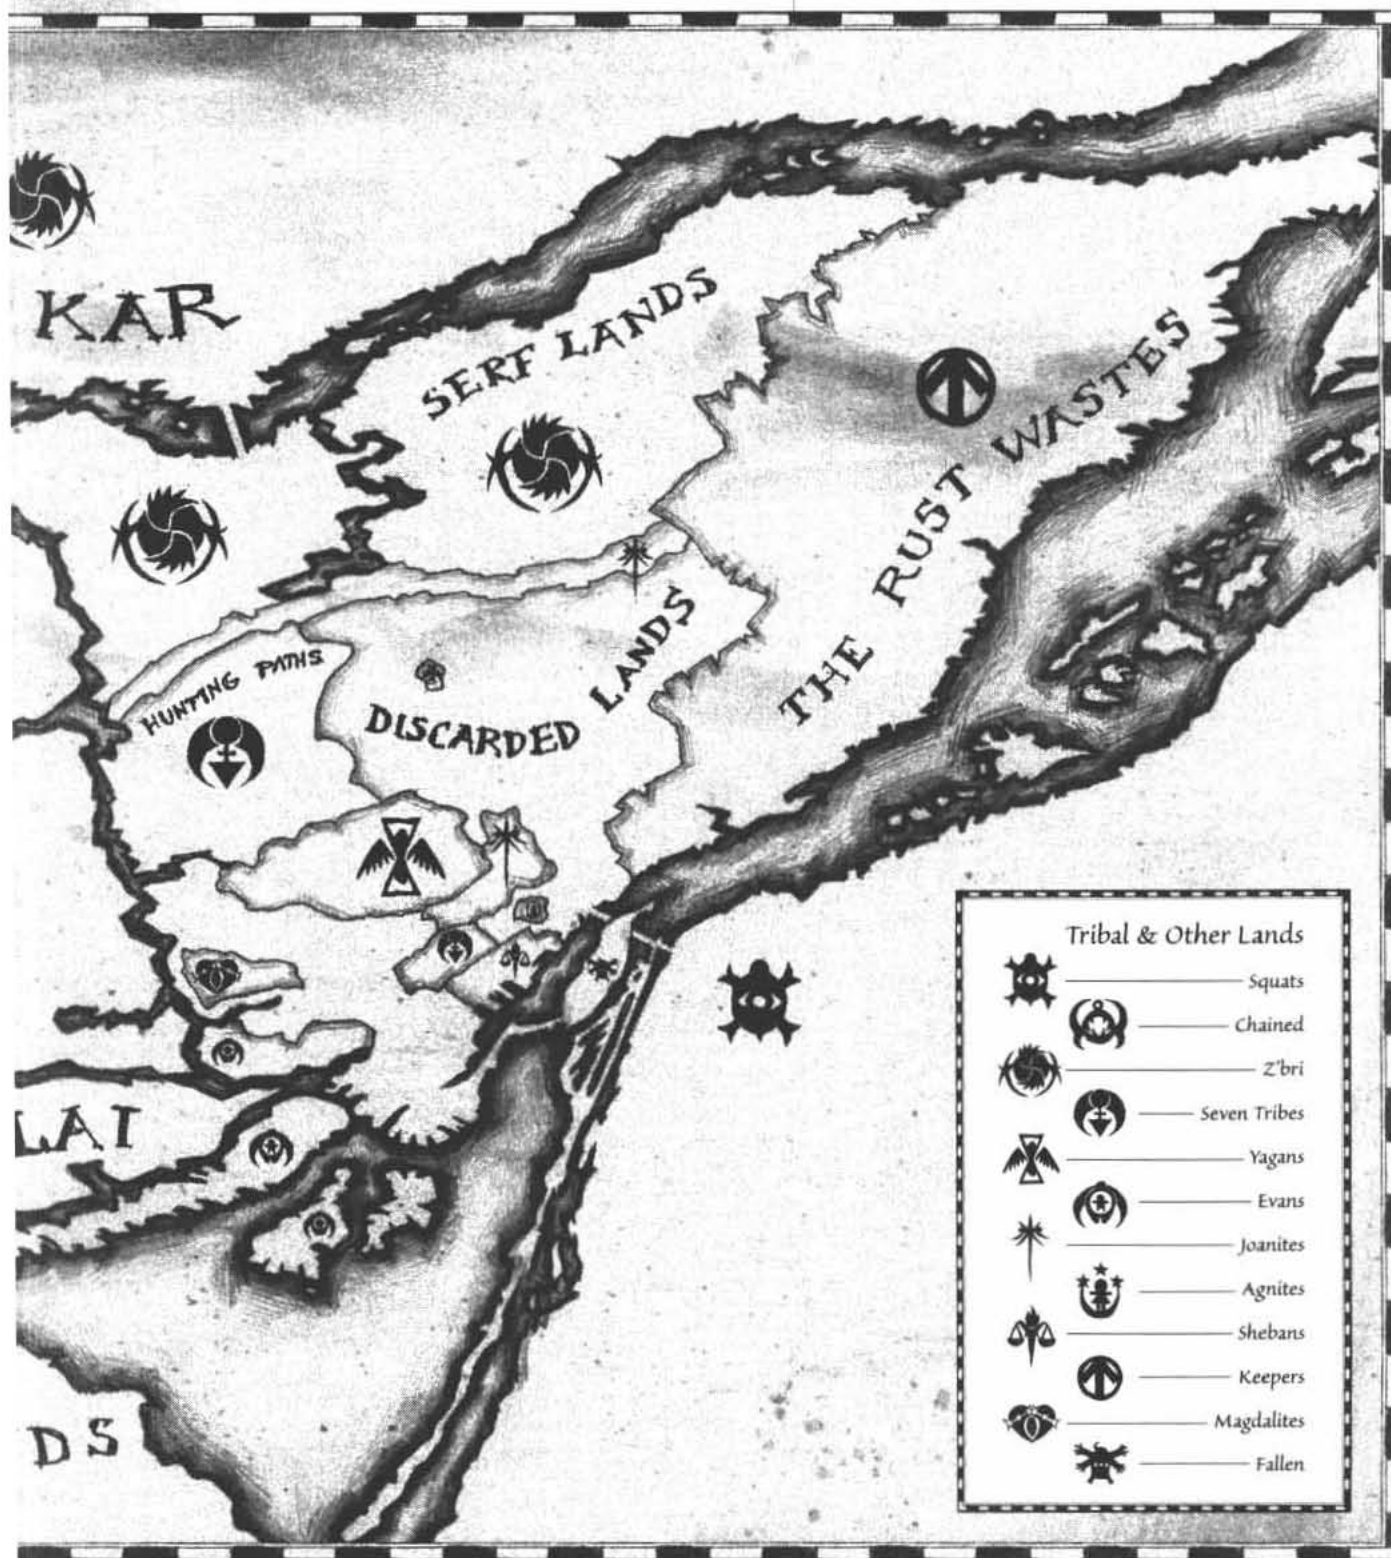 KAR
SERF LANDS
THE RUST WASTES
HUNTING PATHS
DISCARDED LANDS
LAI
DS
Tribal & Other Lands
Squats
Chained
Z'bri
Seven Tribes
Yagans
Evans
Joanites
Agnites
Shebans
Keepers
Magdalites
Fallen